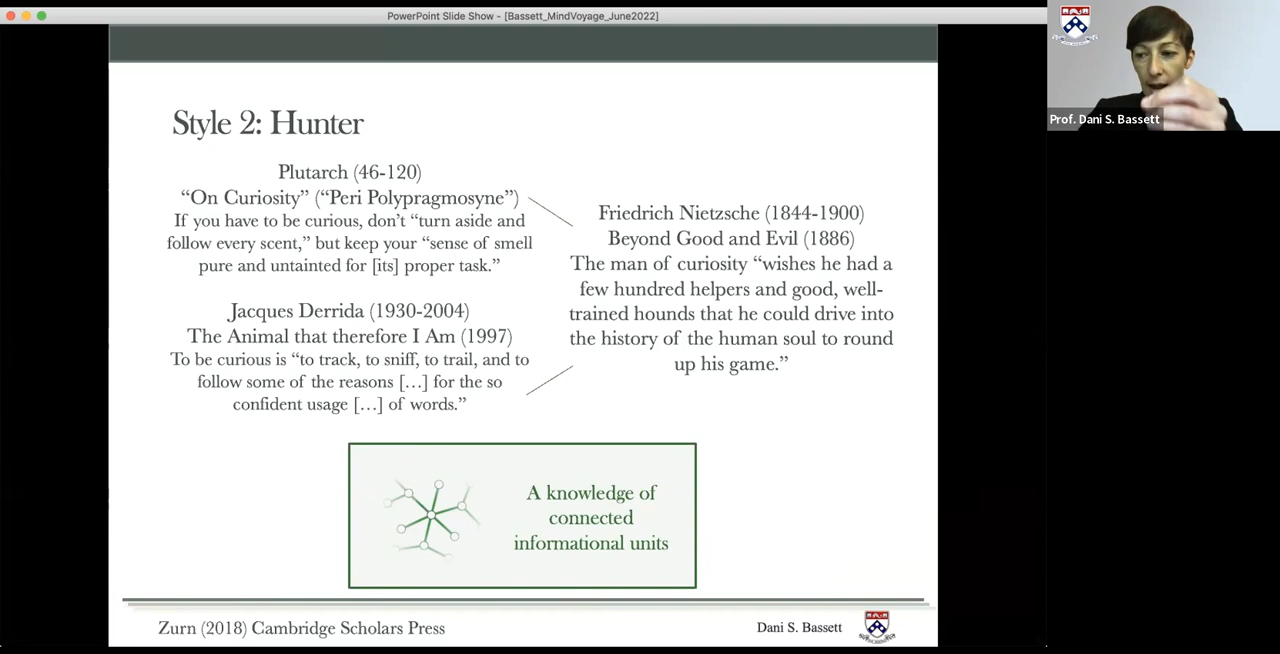 PowerPoint Slide Show - [Bassett_MindVoyage_June2022]
Prof. Dani S. Bassett
Style 2: Hunter
Plutarch (46-120)
“On Curiosity” (“Peri Polypragmosyne”)
If you have to be curious, don’t “turn aside and
follow every scent,” but keep your “sense of smell
pure and untainted for [its] proper task.”
Jacques Derrida (1930-2004)
The Animal that therefore I Am (1997)
To be curious is “to track, to sniff, to trail, and to
follow some of the reasons […] for the so
confident usage […] of words.”
Friedrich Nietzsche (1844-1900)
Beyond Good and Evil (1886)
The man of curiosity “wishes he had a
few hundred helpers and good, well-
trained hounds that he could drive into
the history of the human soul to round
up his game.”
A knowledge of
connected
informational units
Zurn (2018) Cambridge Scholars Press
Dani S. Bassett